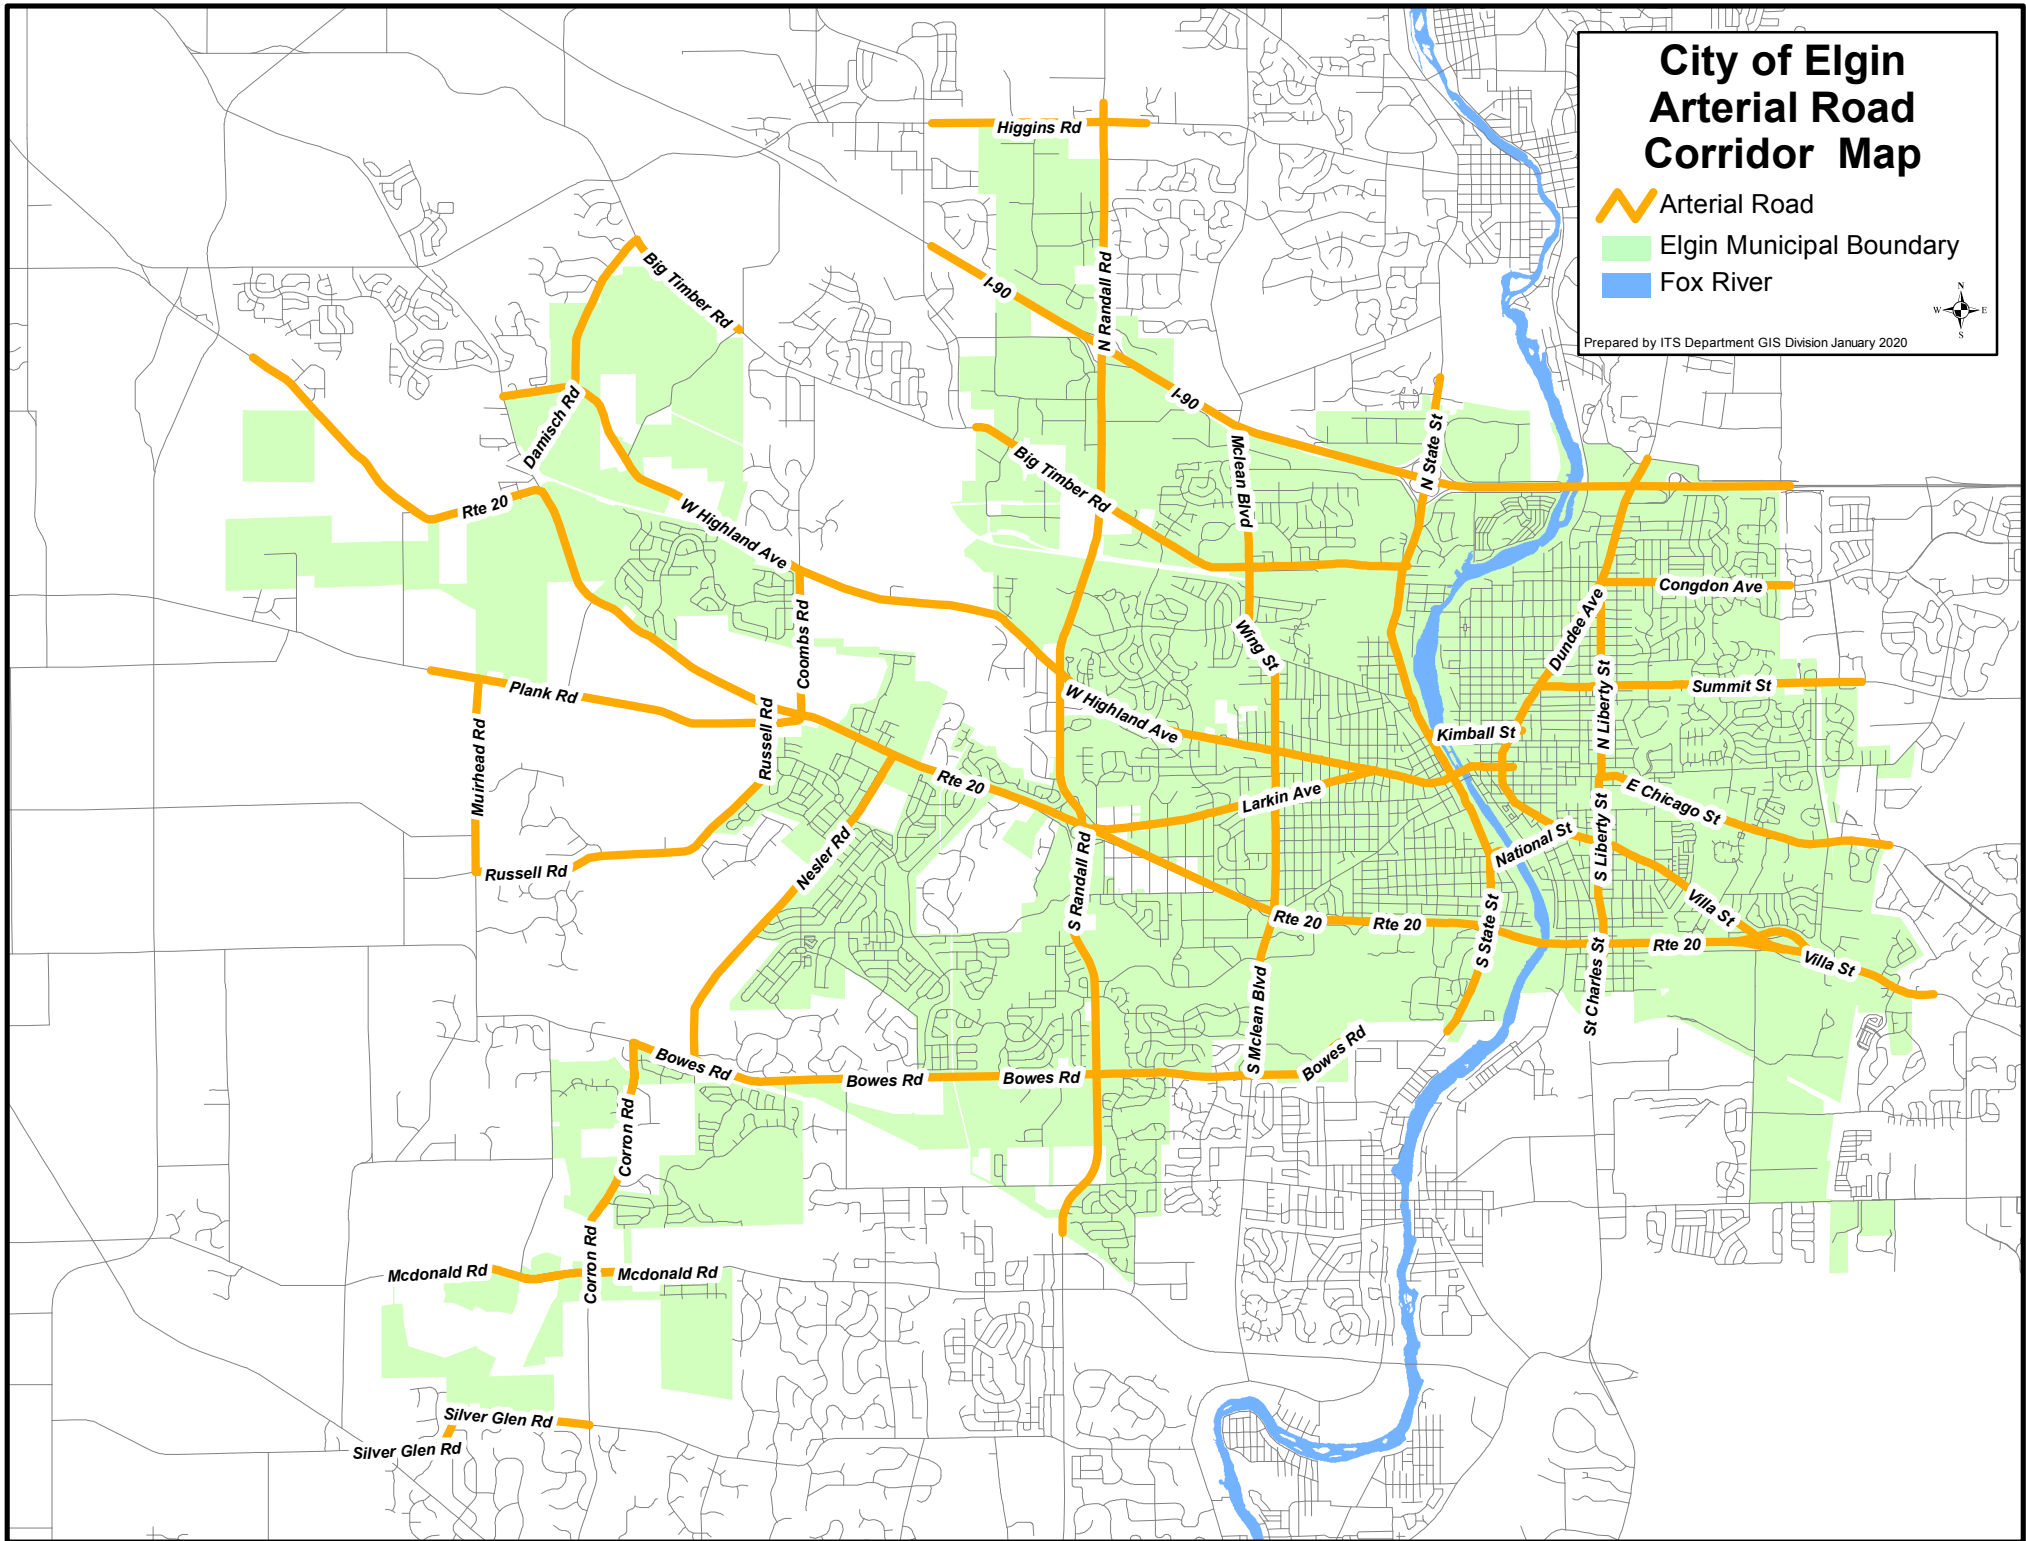 City of Elgin
Arterial Road
Corridor Map
Arterial Road
Elgin Municipal Boundary
Fox River
N
W
E
S
Prepared by ITS Department GIS Division January 2020
Higgins Rd
Big Timber Rd
I-90
N Randall Rd
I-90
Damisch Rd
N State St
Mclean Blvd
Big Timber Rd
Rte 20
W Highland Ave
Congdon Ave
Coombs Rd
Dundee Ave
Wing St
Plank Rd
Summit St
N Liberty St
W Highland Ave
Russell Rd
Muirhead Rd
Kimball St
Rte 20
Larkin Ave
E Chicago St
S Liberty St
National St
Nesler Rd
Russell Rd
S Randall Rd
Villa St
Rte 20
Rte 20
S State St
Rte 20
Villa St
St Charles St
S Mclean Blvd
Bowes Rd
Bowes Rd
Bowes Rd
Bowes Rd
Corron Rd
Corron Rd
Mcdonald Rd
Mcdonald Rd
Silver Glen Rd
Silver Glen Rd